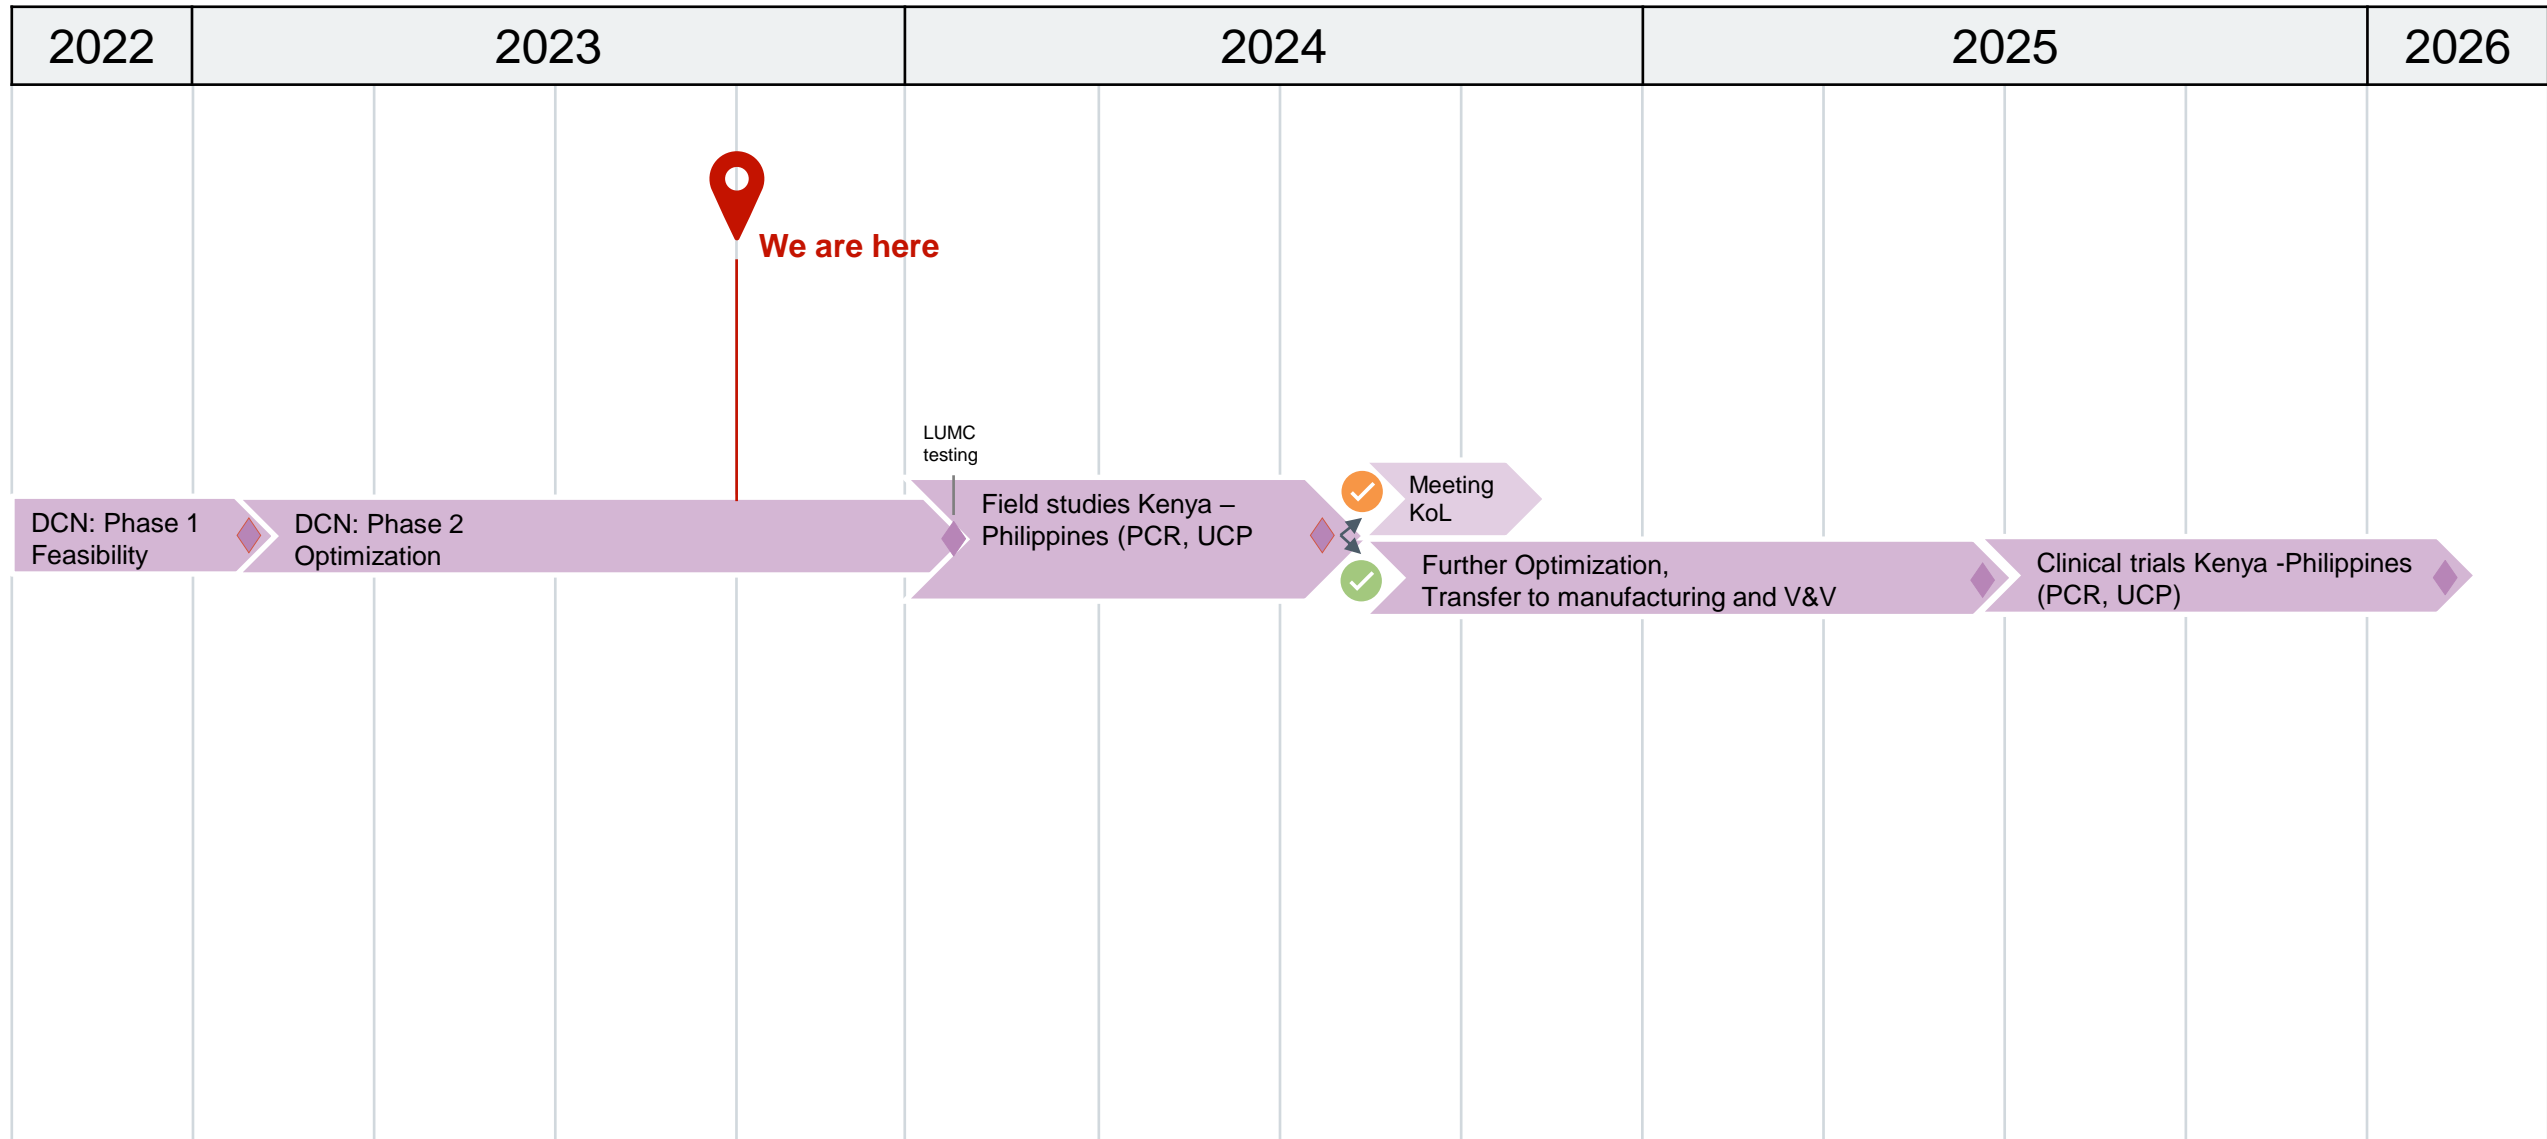 2022
2023
2024
2025
2026
We are here
LUMC
testing
DCN: Phase 1
Feasibility
DCN: Phase 2
Optimization
Field studies Kenya –
Philippines (PCR, UCP
Meeting
KoL
Further Optimization,
Transfer to manufacturing and V&V
Clinical trials Kenya -Philippines
(PCR, UCP)